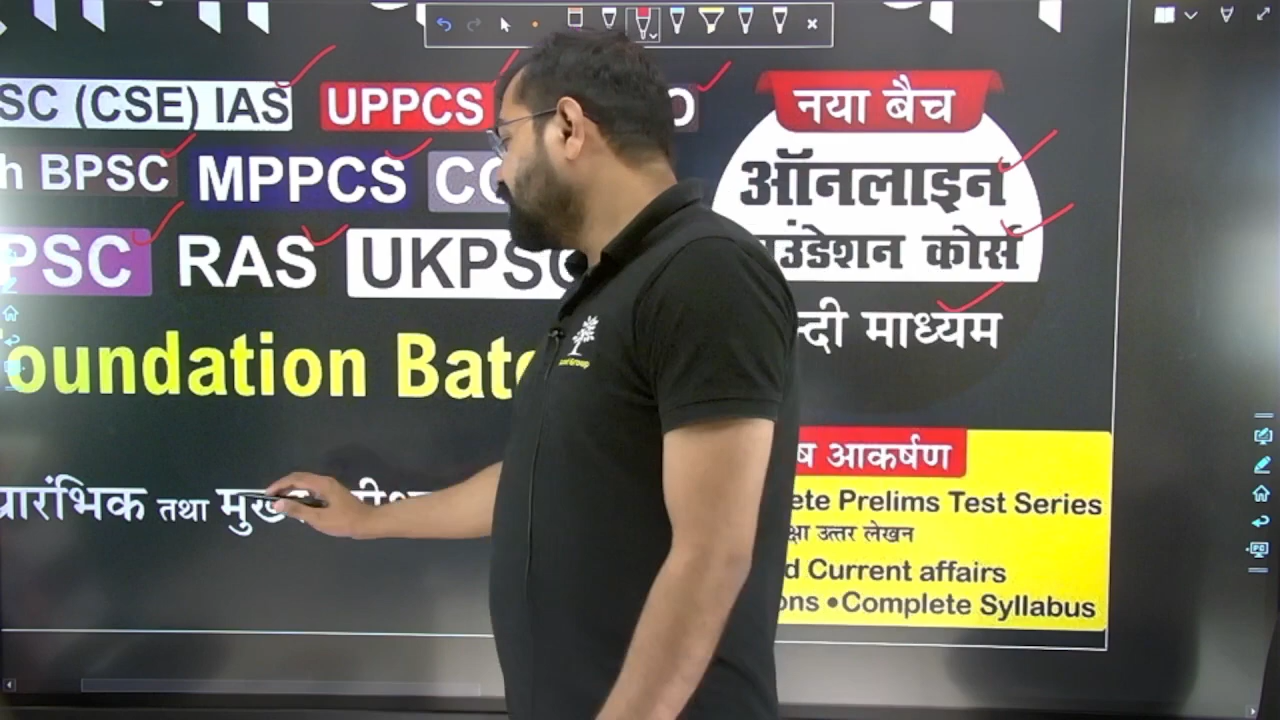 SC (CSE) IAS UPPCS O
h BPSC MPPCS CO
PSC RAS UKPSC
oundation Batc
प्रारंभिक तथा मुख्य
नया बैच
ऑनलाइन
उंडेशन कोर्स
न्दी माध्यम
ष आकर्षण
ete Prelims Test Series
क्षा उत्तर लेखन
d Current affairs
ons •Complete Syllabus